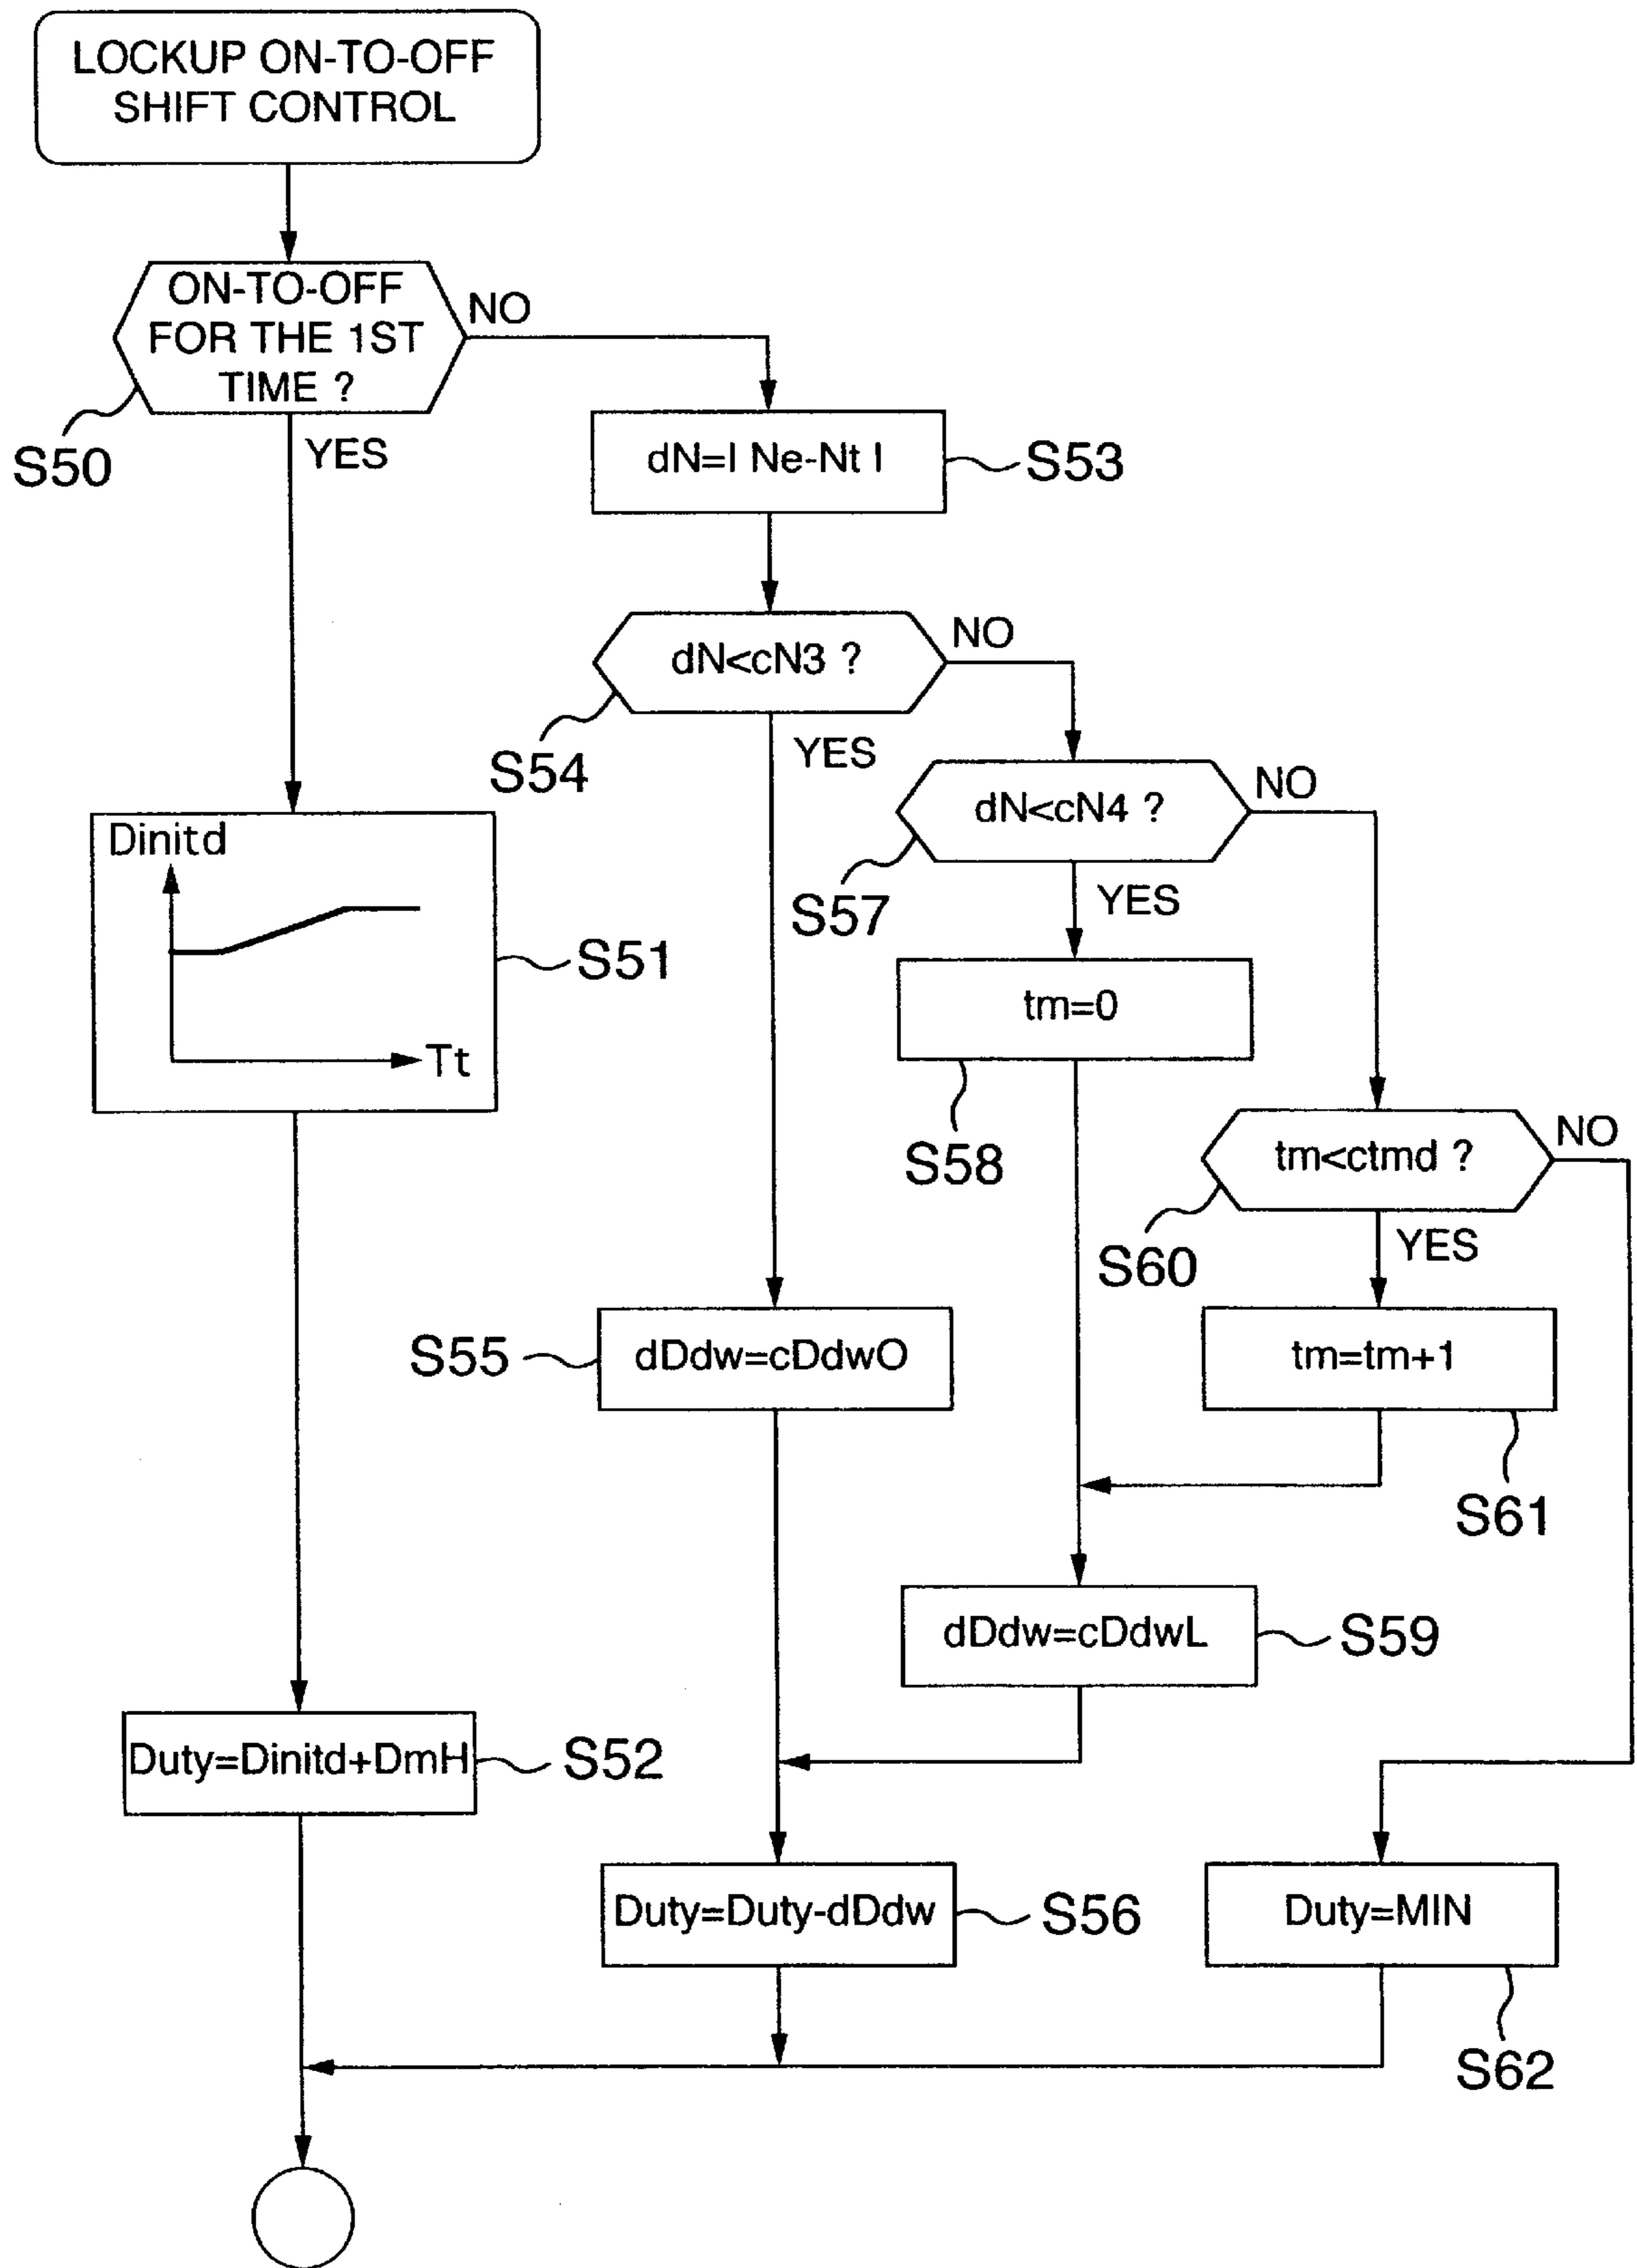 LOCKUP ON-TO-OFF
SHIFT CONTROL
ON-TO-OFF
FOR THE 1ST
TIME ?
NO
S50
YES
dN=I Ne-Nt I
S53
dN<cN3 ?
NO
S54
YES
dN<cN4 ?
NO
S57
YES
Dinitd
Tt
S51
tm=0
S58
tm<ctmd ?
NO
S60
YES
S55
dDdw=cDdwO
tm=tm+1
S61
dDdw=cDdwL
S59
Duty=Dinitd+DmH
S52
Duty=Duty-dDdw
S56
Duty=MIN
S62